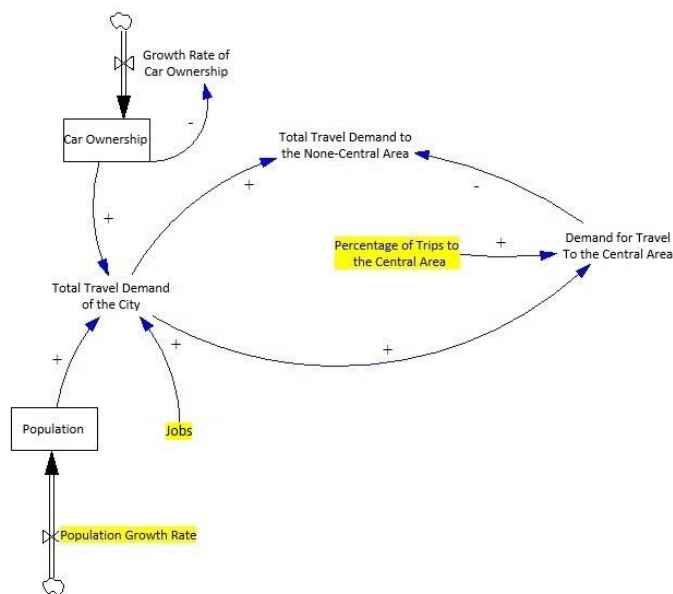 Growth Rate of
Car Ownership
-
Car Ownership
Total Travel Demand to
the None-Central Area
+
+
-
Percentage of Trips to
the Central Area
+
Demand for Travel
To the Central Area
Total Travel Demand
of the City
+
+
+
Population
Jobs
Population Growth Rate